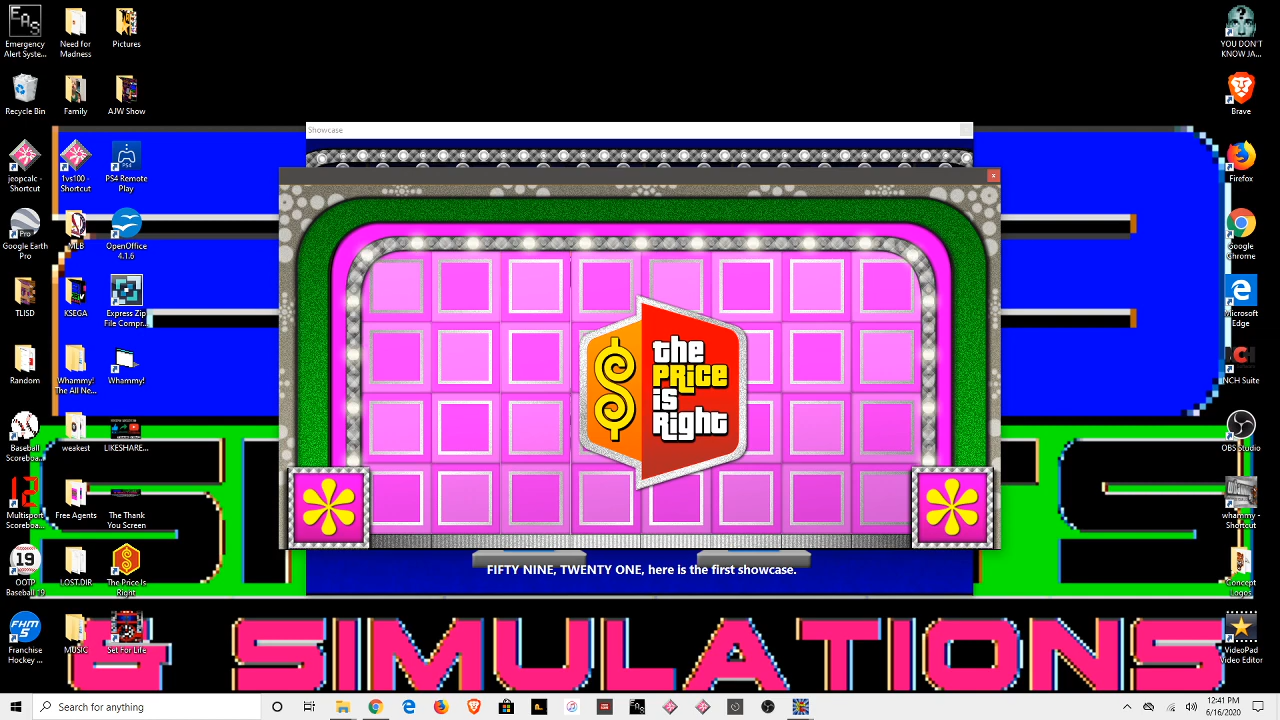 Emergency
Alert Syste...
Need for
Madness
Pictures
YOU DON'T
KNOW JA...
Recycle Bin
Family
AJW Show
Brave
Showcase
1vs100 -
Shortcut
PS4 Remote
Play
Shortcut
Firefox
Google Earth
Pro
MLB
OpenOffice
4.1.6
Google
Chrome
TLISD
KSEGA
Express Zip
File Compr...
Microsoft
Edge
the
PRiCE
iS
Right
Random
Whammy!
The All Ne...
Whammy!
NCH Suite
Baseball
Scoreboa...
weakest
LIKESHARE...
OBS Studio
Multisport
Scoreboa...
Free Agents
The Thank
You Screen
whammy -
Shortcut
19
OOTP
Baseball 19
LOST.DIR
The Price Is
Right
Concept
Logos
FIFTY NINE, TWENTY ONE, here is the first showcase.
FHM
5
Franchise
Hockey ...
MUSIC
Set For Life
VideoPad
Video Editor
& SIMULATIONS
Search for anything
12:41 PM
6/16/2020